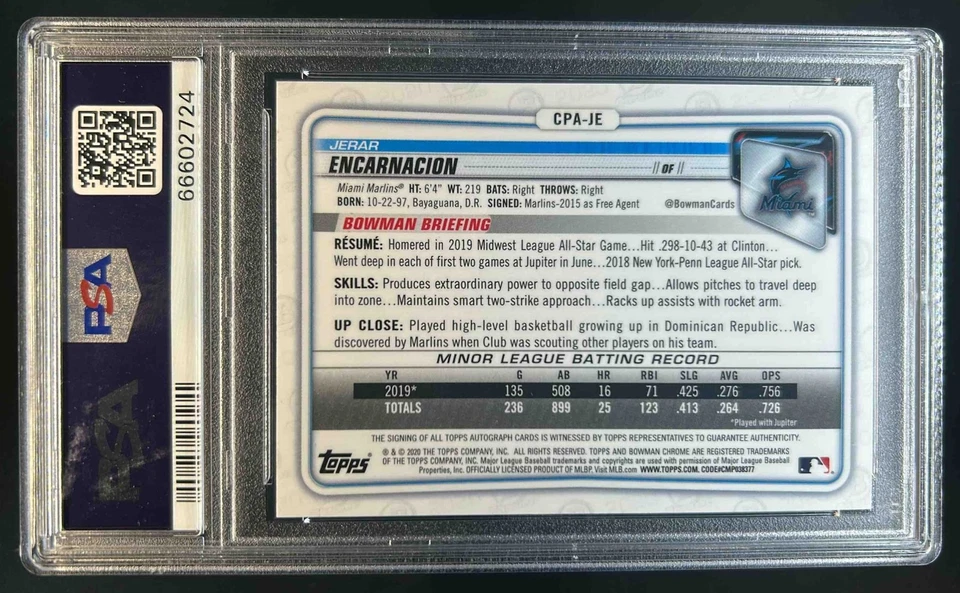 66602724
PSA
PSA
CPA-JE
JERAR
ENCARNACION
// OF //
Miami
Miami Marlins® HT: 6'4" WT: 219 BATS: Right THROWS: Right
BORN: 10-22-97, Bayaguana, D.R. SIGNED: Marlins-2015 as Free Agent
@BowmanCards
BOWMAN BRIEFING
RÉSUMÉ: Homered in 2019 Midwest League All-Star Game...Hit .298-10-43 at Clinton...
Went deep in each of first two games at Jupiter in June...2018 New York-Penn League All-Star pick.
SKILLS: Produces extraordinary power to opposite field gap...Allows pitches to travel deep
into zone...Maintains smart two-strike approach...Racks up assists with rocket arm.
UP CLOSE: Played high-level basketball growing up in Dominican Republic...Was
discovered by Marlins when Club was scouting other players on his team.
MINOR LEAGUE BATTING RECORD
YR G AB HR RBI SLG AVG OPS
2019* 135 508 16 71 .425 .276 .756
TOTALS 236 899 25 123 .413 .264 .726
*Played with Jupiter
THE SIGNING OF ALL TOPPS AUTOGRAPH CARDS IS WITNESSED BY TOPPS REPRESENTATIVES TO GUARANTEE AUTHENTICITY.
Topps
® & © 2020 THE TOPPS COMPANY, INC. ALL RIGHTS RESERVED. TOPPS AND BOWMAN CHROME ARE REGISTERED TRADEMARKS
OF THE TOPPS COMPANY, INC. Major League Baseball trademarks and copyrights are used with permission of Major League Baseball
Properties, Inc. OFFICIALLY LICENSED PRODUCT OF MLBP. Visit MLB.com WWW.TOPPS.COM. CODE#CMP038377